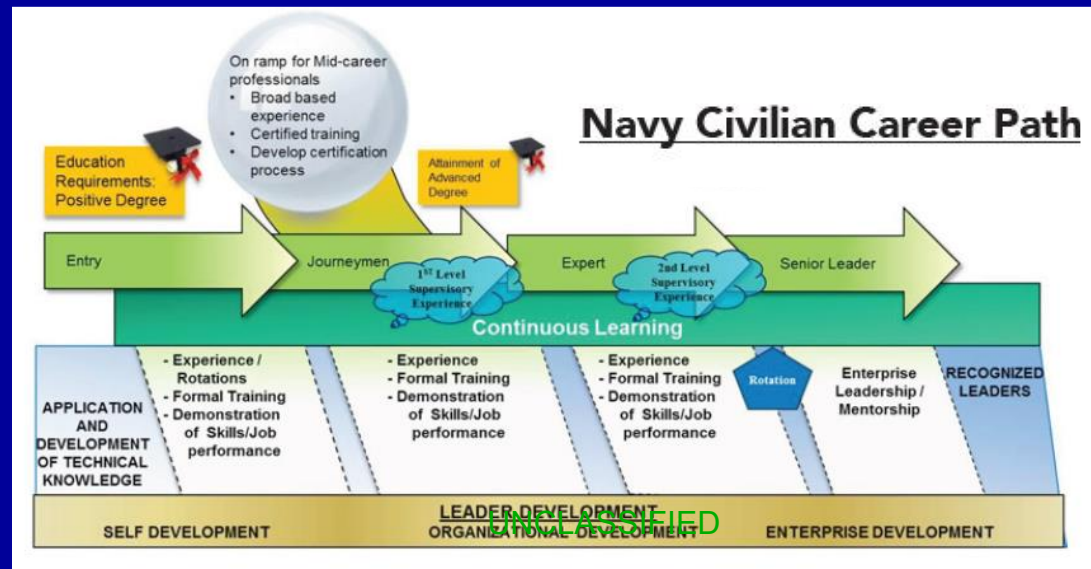 On ramp for Mid-career
professionals
• Broad based
experience
• Certified training
• Develop certification
process
Navy Civilian Career Path
Education
Requirements:
Positive Degree
Attainment of
Advanced
Degree
Entry
Journeymen
1ST Level
Supervisory
Experience
Expert
2nd Level
Supervisory
Experience
Senior Leader
Continuous Learning
APPLICATION
AND
DEVELOPMENT
OF TECHNICAL
KNOWLEDGE
- Experience /
Rotations
- Formal Training
- Demonstration
of Skills/Job
performance
- Experience
- Formal Training
- Demonstration
of Skills/Job
performance
- Experience
- Formal Training
- Demonstration
of Skills/Job
performance
Rotation
Enterprise
Leadership /
Mentorship
RECOGNIZED
LEADERS
LEADER DEVELOPMENT
SELF DEVELOPMENT
ORGANIZATIONAL DEVELOPMENT
ENTERPRISE DEVELOPMENT
UNCLASSIFIED